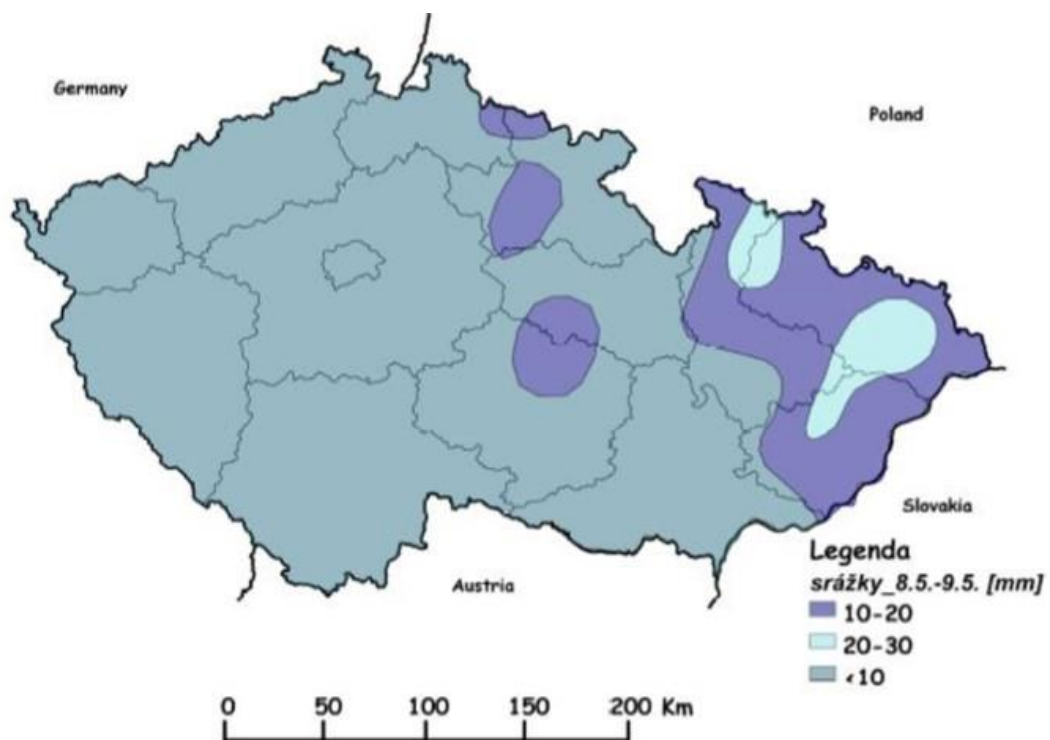 Germany
Poland
Slovakia
Austria
Legenda
srážky_8.5.-9.5. [mm]
10-20
20-30
<10
0 50 100 150 200 Km